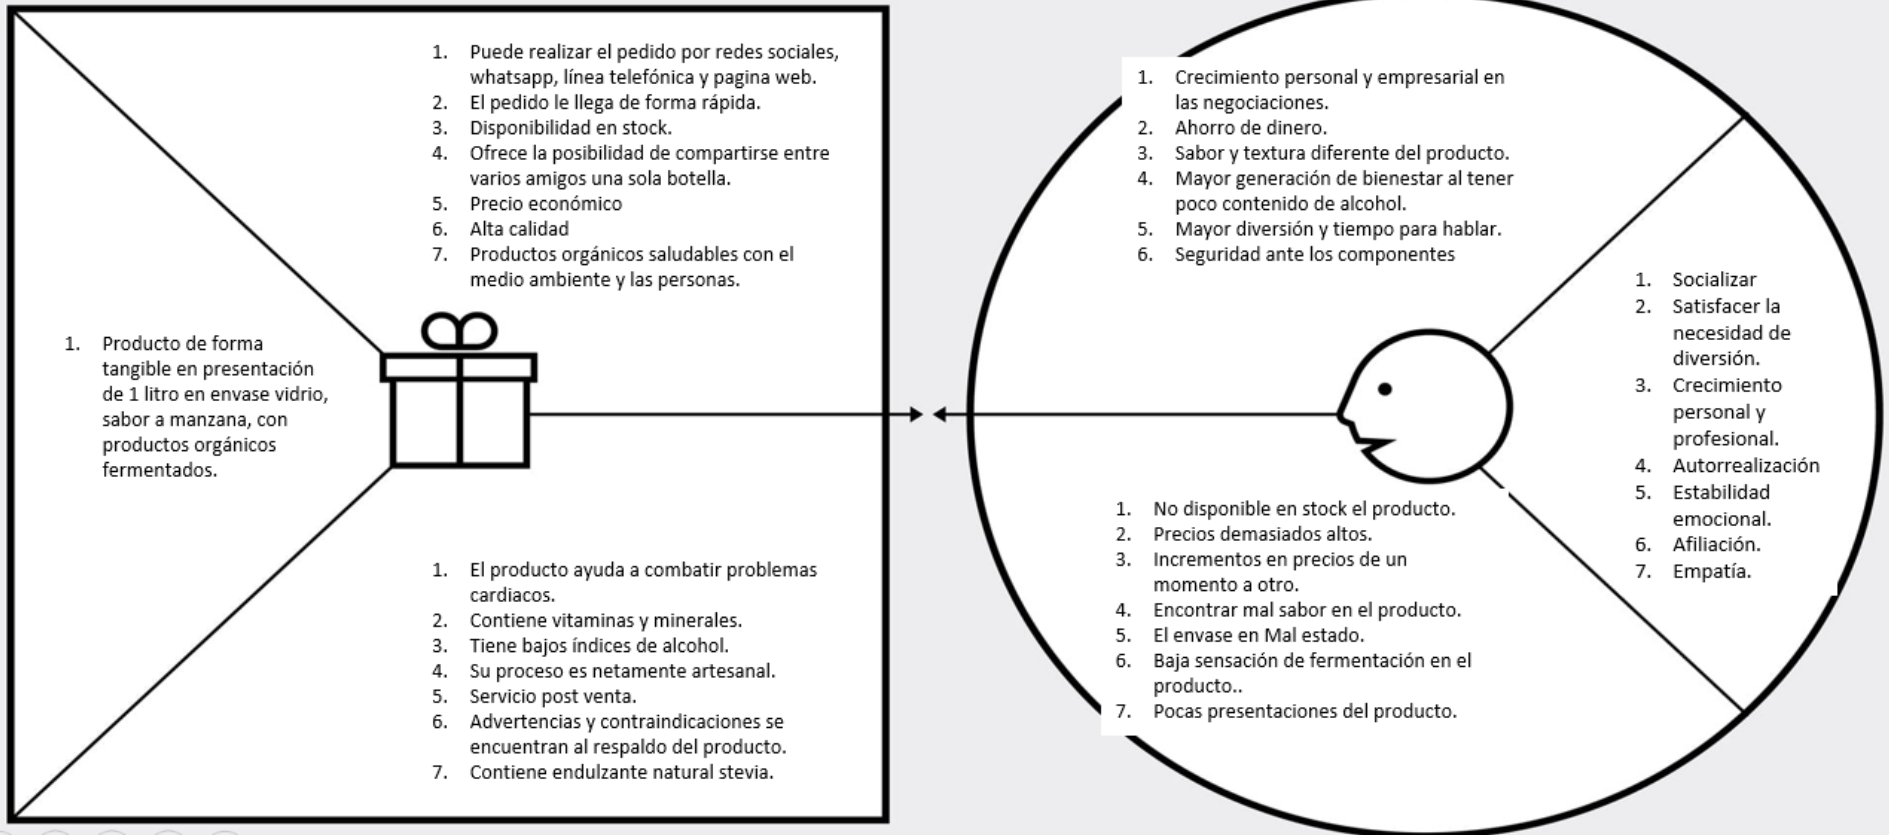 1. Puede realizar el pedido por redes sociales,
whatsapp, línea telefónica y pagina web.
2. El pedido le llega de forma rápida.
3. Disponibilidad en stock.
4. Ofrece la posibilidad de compartirse entre
varios amigos una sola botella.
5. Precio económico
6. Alta calidad
7. Productos orgánicos saludables con el
medio ambiente y las personas.
1. Producto de forma
tangible en presentación
de 1 litro en envase vidrio,
sabor a manzana, con
productos orgánicos
fermentados.
1. El producto ayuda a combatir problemas
cardiacos.
2. Contiene vitaminas y minerales.
3. Tiene bajos índices de alcohol.
4. Su proceso es netamente artesanal.
5. Servicio post venta.
6. Advertencias y contraindicaciones se
encuentran al respaldo del producto.
7. Contiene endulzante natural stevia.
1. Crecimiento personal y empresarial en
las negociaciones.
2. Ahorro de dinero.
3. Sabor y textura diferente del producto.
4. Mayor generación de bienestar al tener
poco contenido de alcohol.
5. Mayor diversión y tiempo para hablar.
6. Seguridad ante los componentes
1. Socializar
2. Satisfacer la
necesidad de
diversión.
3. Crecimiento
personal y
profesional.
4. Autorrealización
5. Estabilidad
emocional.
6. Afiliación.
7. Empatía.
1. No disponible en stock el producto.
2. Precios demasiados altos.
3. Incrementos en precios de un
momento a otro.
4. Encontrar mal sabor en el producto.
5. El envase en Mal estado.
6. Baja sensación de fermentación en el
producto..
7. Pocas presentaciones del producto.